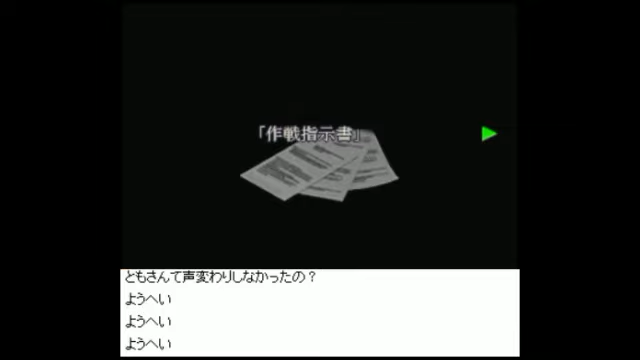 「作戦指示書」
ともさんて声変わりしなかったの？
ようへい
ようへい
ようへい